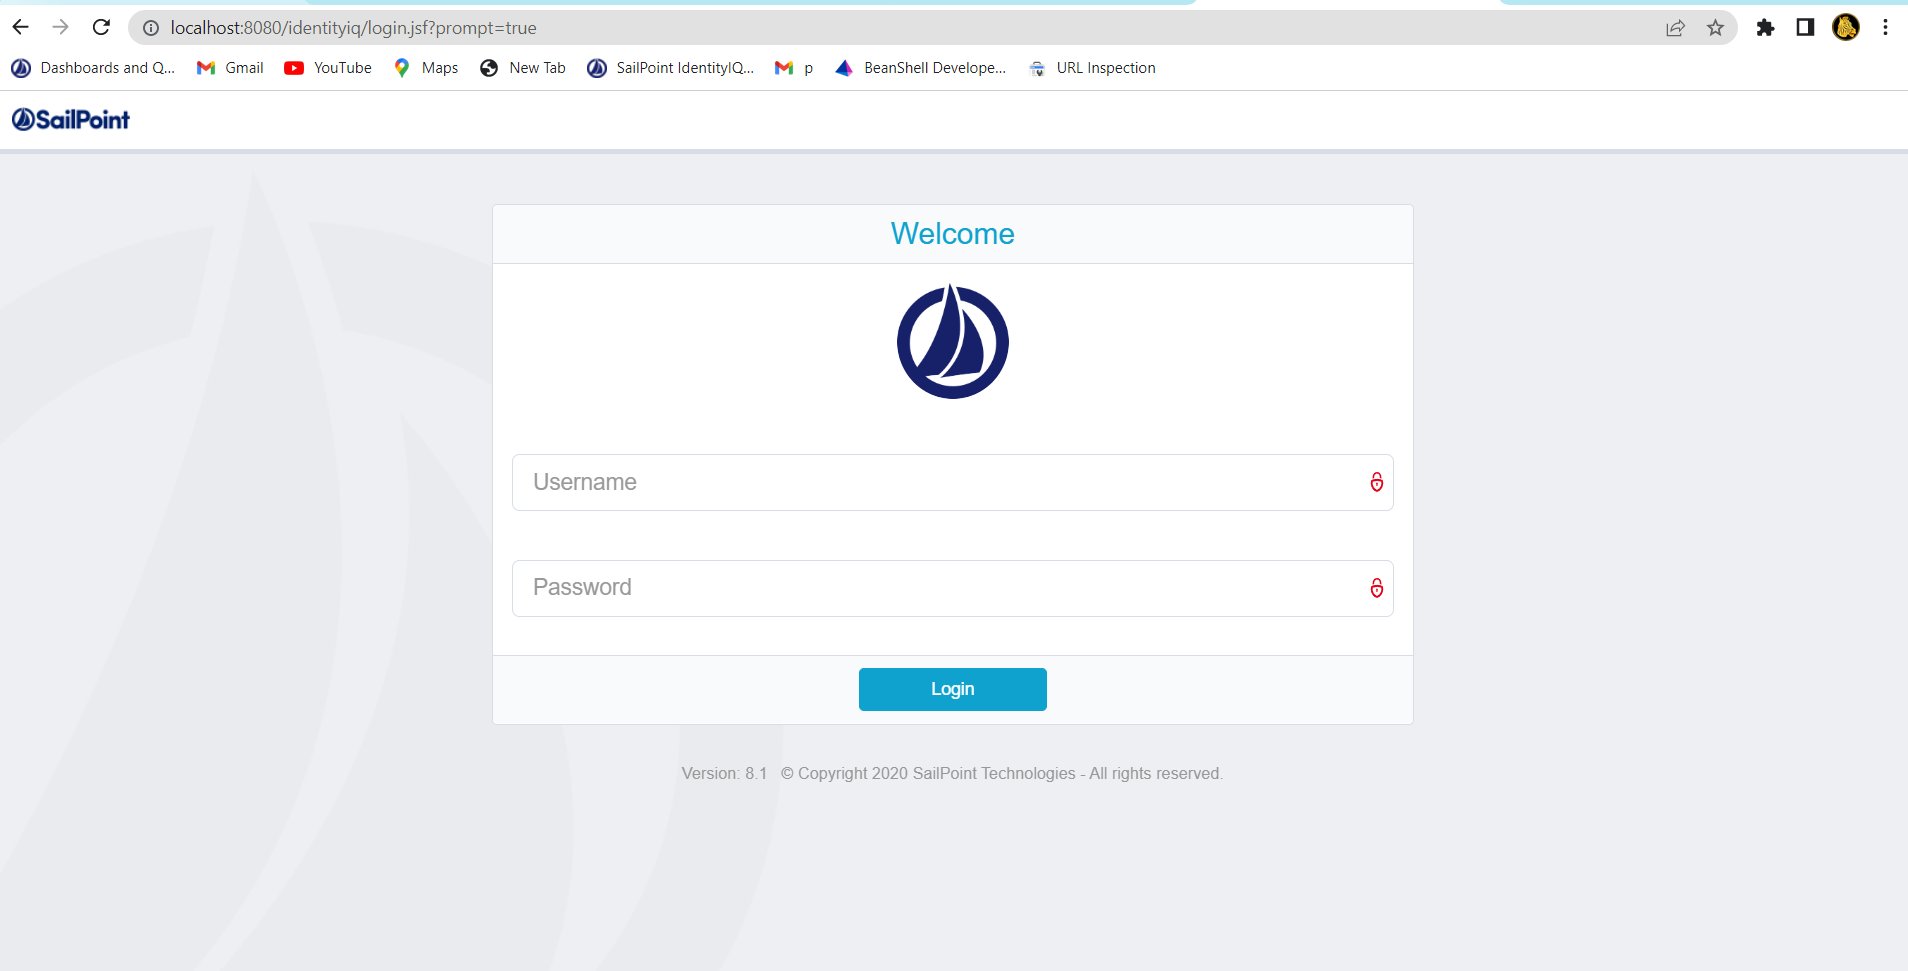 localhost:8080/identityiq/login.jsf?prompt=true
Dashboards and Q... Gmail YouTube Maps New Tab SailPoint IdentityIQ... p BeanShell Develope... URL Inspection
SailPoint
Welcome
Username
Password
Login
Version: 8.1 © Copyright 2020 SailPoint Technologies - All rights reserved.